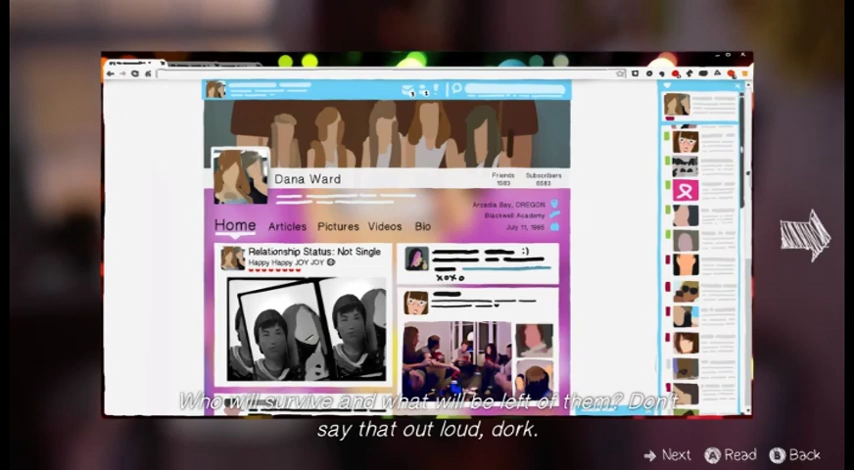 Dana Ward
Friends
1583
Subscribers
6583
Arcadia Bay, OREGON
Blackwell Academy
July 11, 1995
Home Articles Pictures Videos Bio
Relationship Status: Not Single
Happy Happy JOY JOY
:)
xoxo
Who will survive and what will be left of them? Don't
say that out loud, dork.
Next A Read B Back